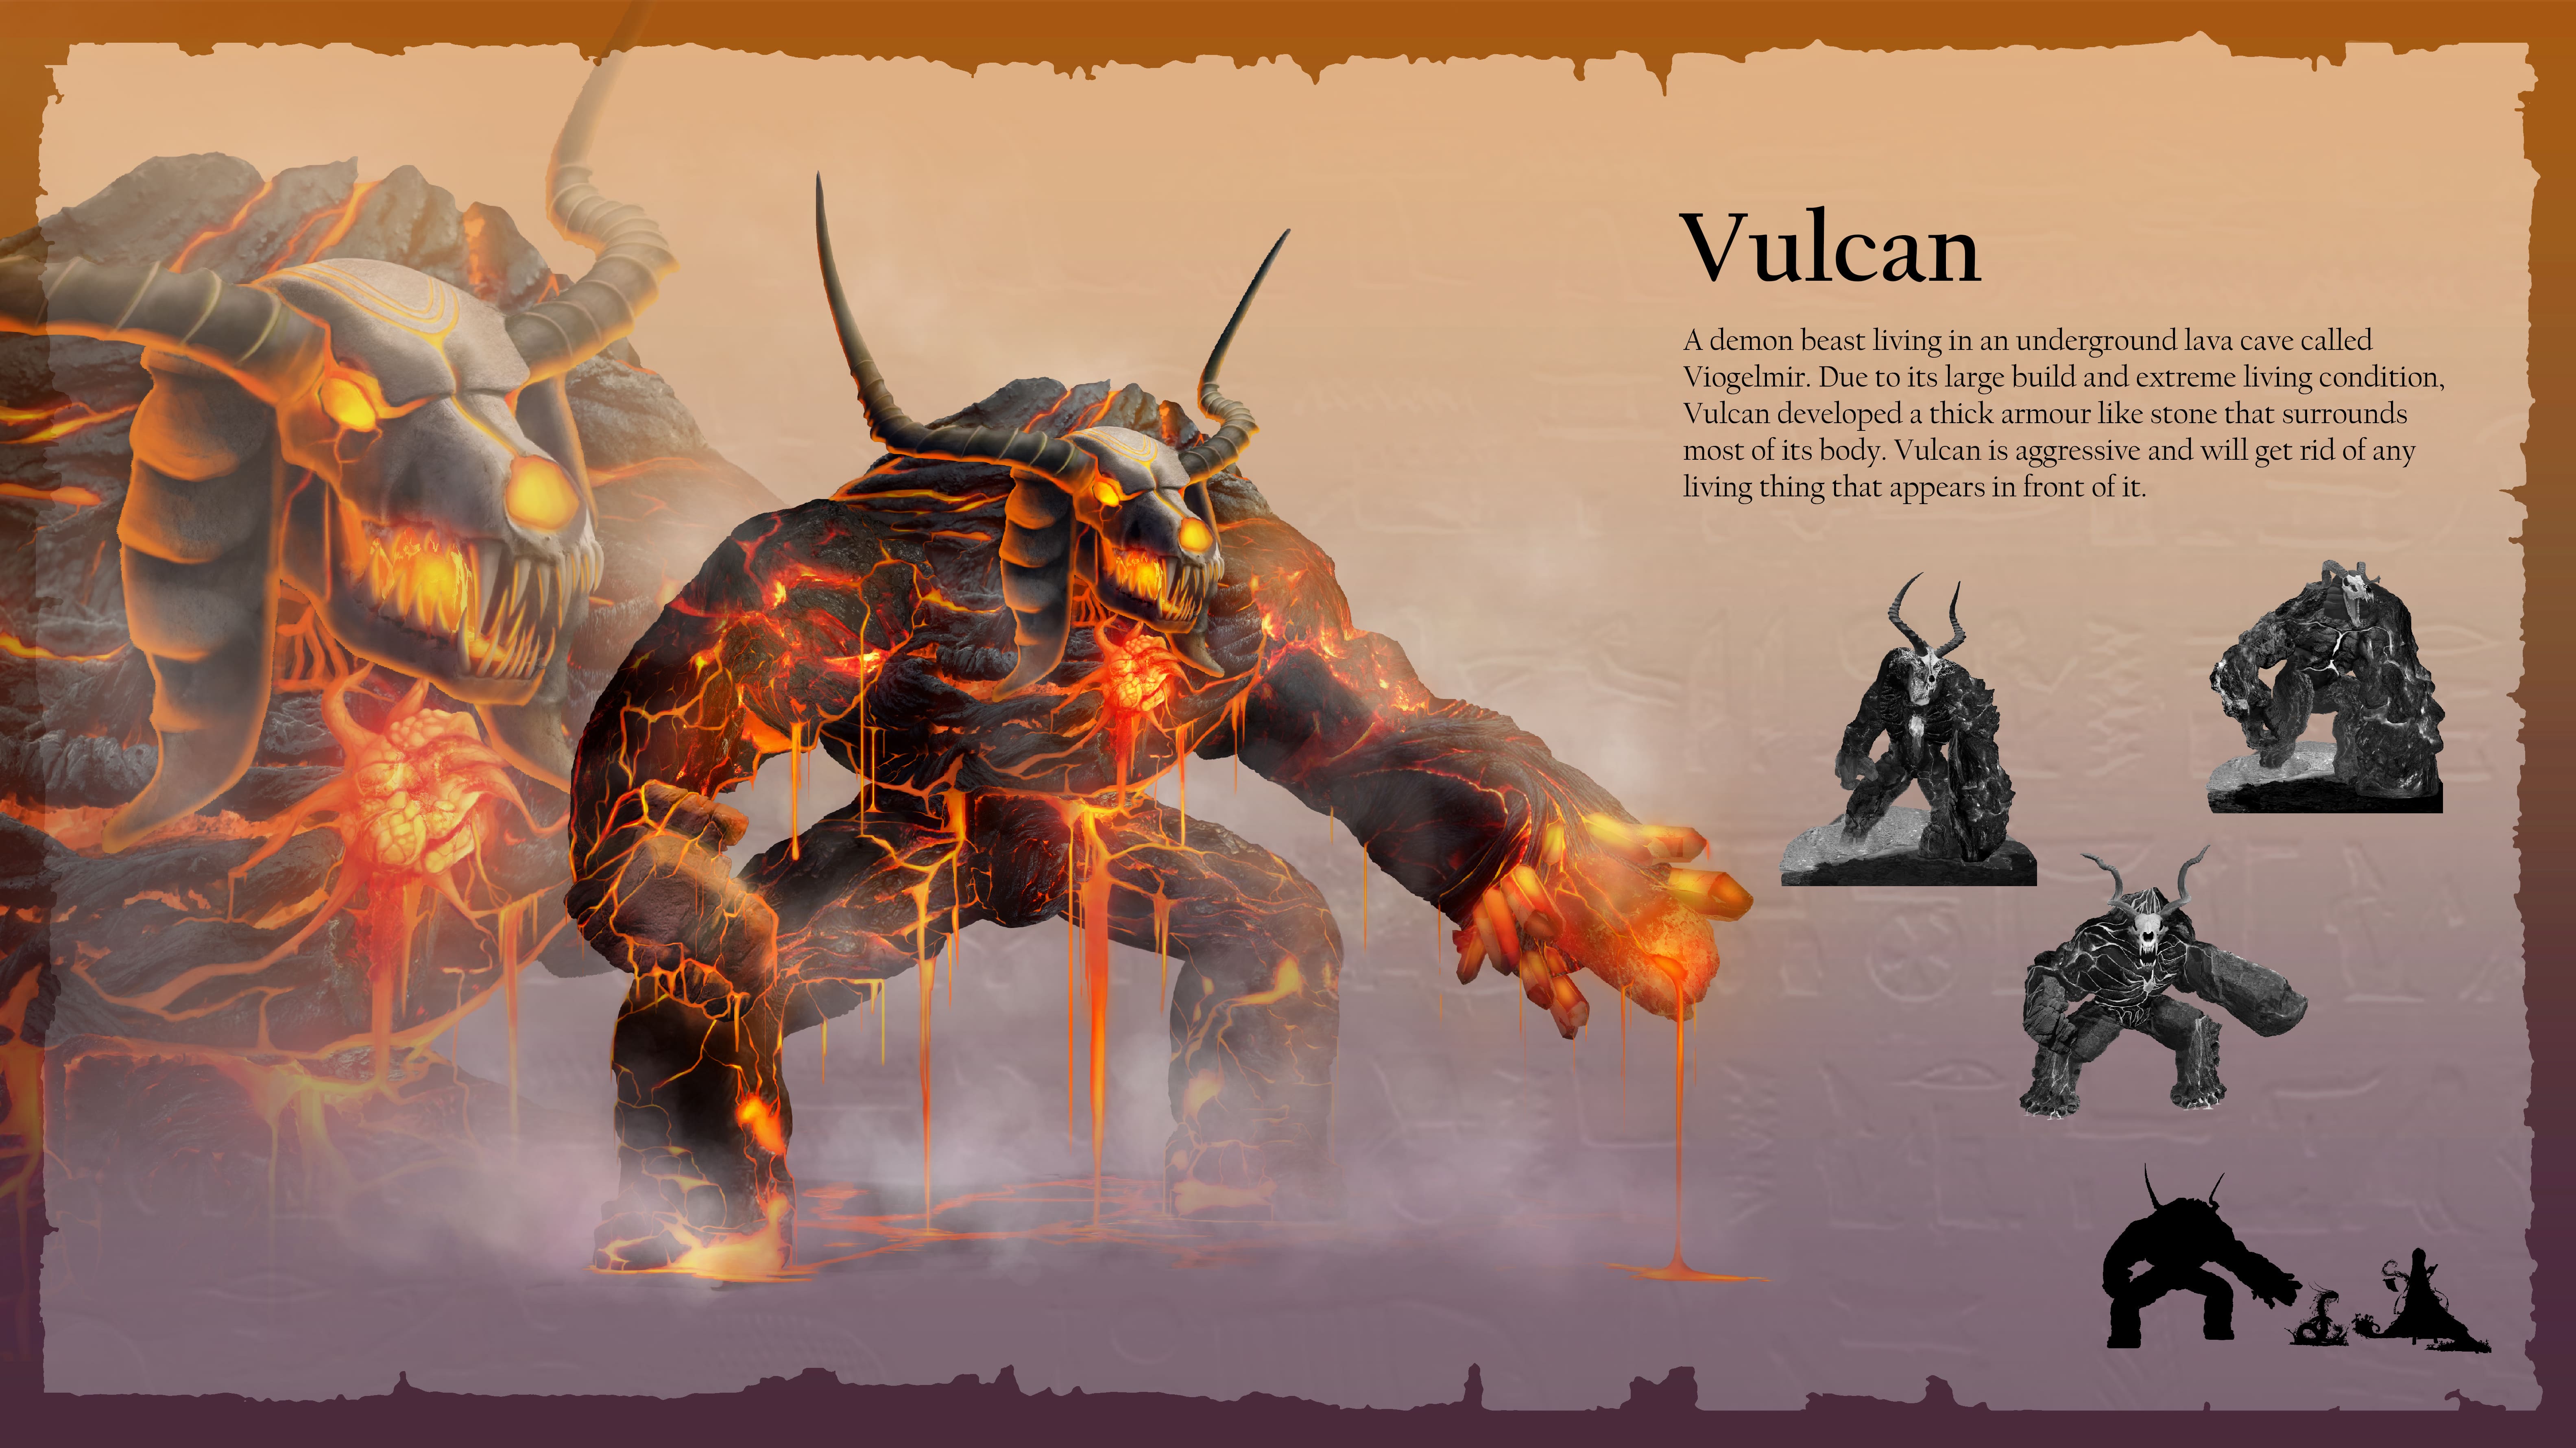 Vulcan
A demon beast living in an underground lava cave called
Viogelmir. Due to its large build and extreme living condition,
Vulcan developed a thick armour like stone that surrounds
most of its body. Vulcan is aggressive and will get rid of any
living thing that appears in front of it.